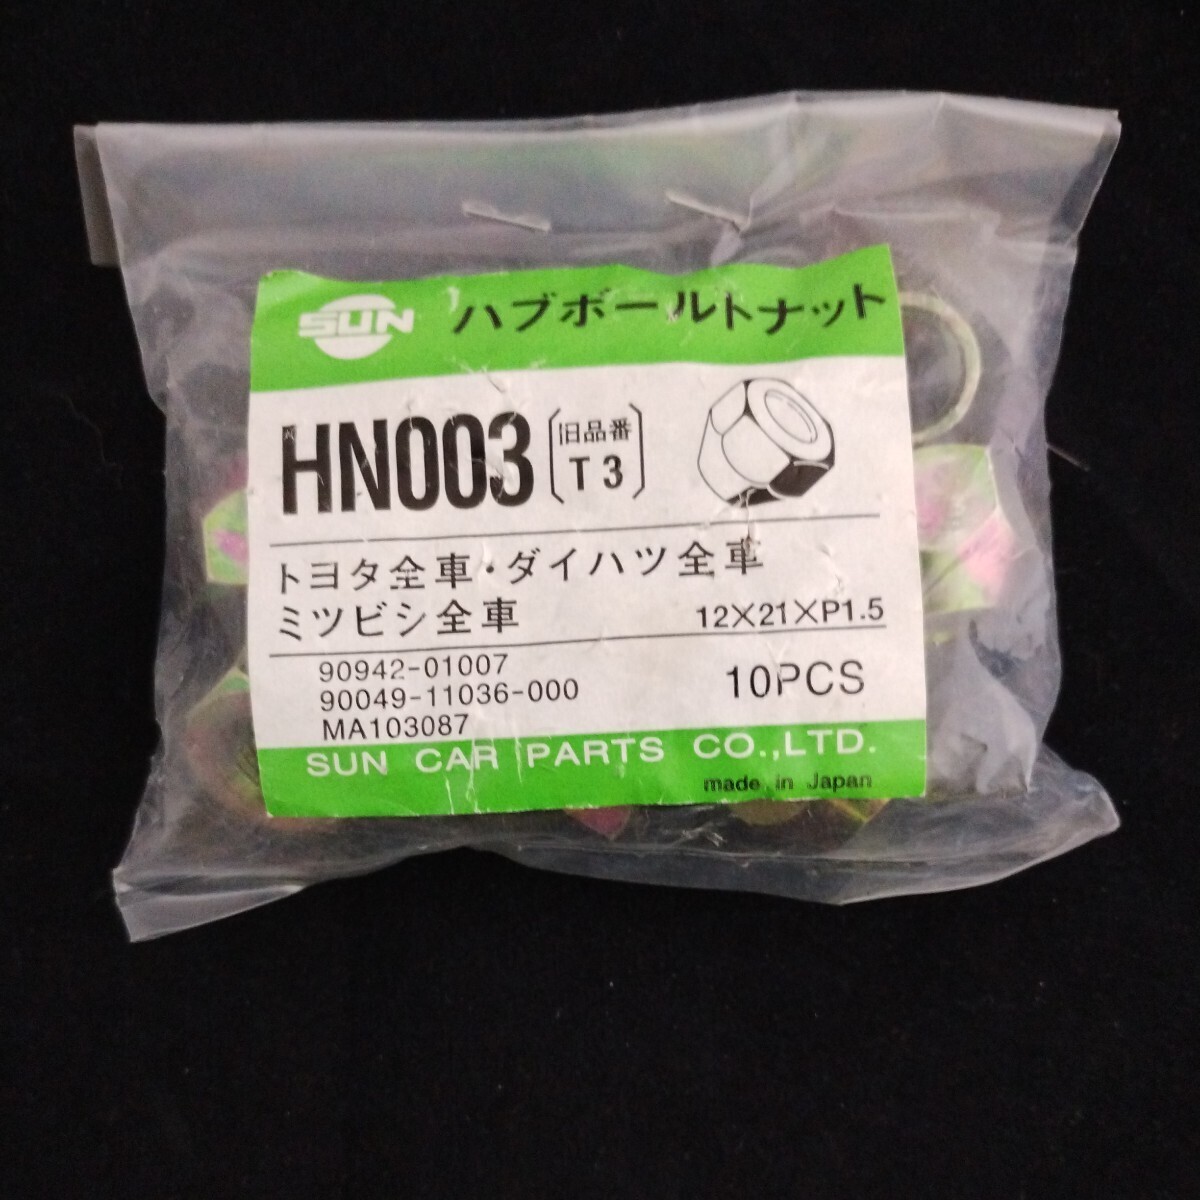 SUN ハブボールトナット
HN003 (旧品番 T3)
トヨタ全車・ダイハツ全車
ミツビシ全車 12×21×P1.5
90942-01007
90049-11036-000 10PCS
MA103087
SUN CAR PARTS CO.,LTD.
made in Japan